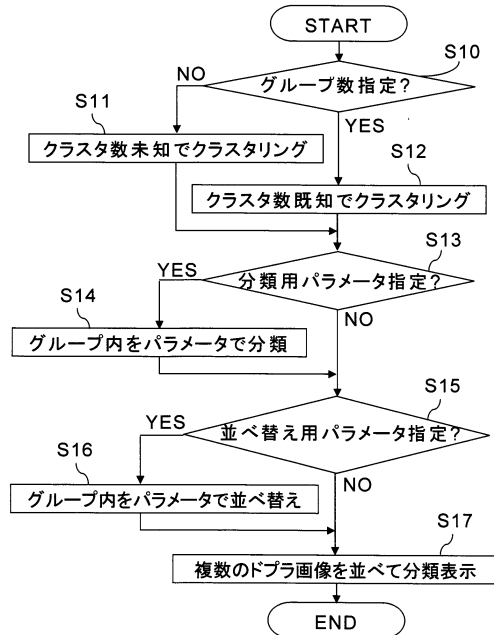 START
S10
グループ数指定?
NO
YES
S11
クラスタ数未知でクラスタリング
S12
クラスタ数既知でクラスタリング
S13
分類用パラメータ指定?
YES
NO
S14
グループ内をパラメータで分類
S15
並べ替え用パラメータ指定?
YES
NO
S16
グループ内をパラメータで並べ替え
S17
複数のドプラ画像を並べて分類表示
END